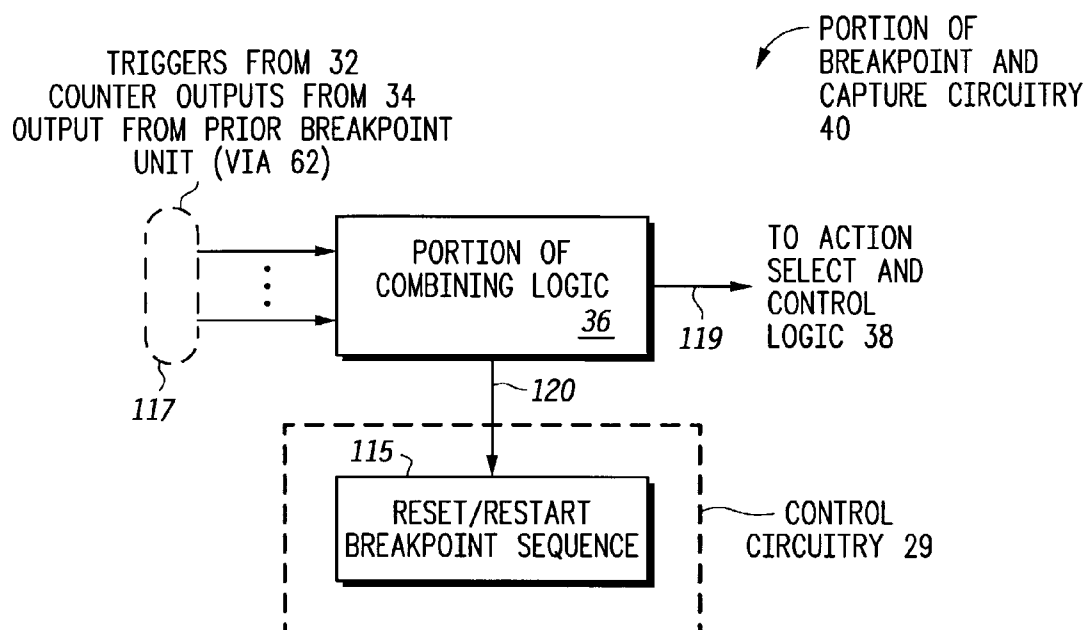 TRIGGERS FROM 32
COUNTER OUTPUTS FROM 34
OUTPUT FROM PRIOR BREAKPOINT
UNIT (VIA 62)
PORTION OF
BREAKPOINT AND
CAPTURE CIRCUITRY
40
PORTION OF
COMBINING LOGIC
36
TO ACTION
SELECT AND
CONTROL
LOGIC 38
119
117
120
115
RESET/RESTART
BREAKPOINT SEQUENCE
CONTROL
CIRCUITRY 29